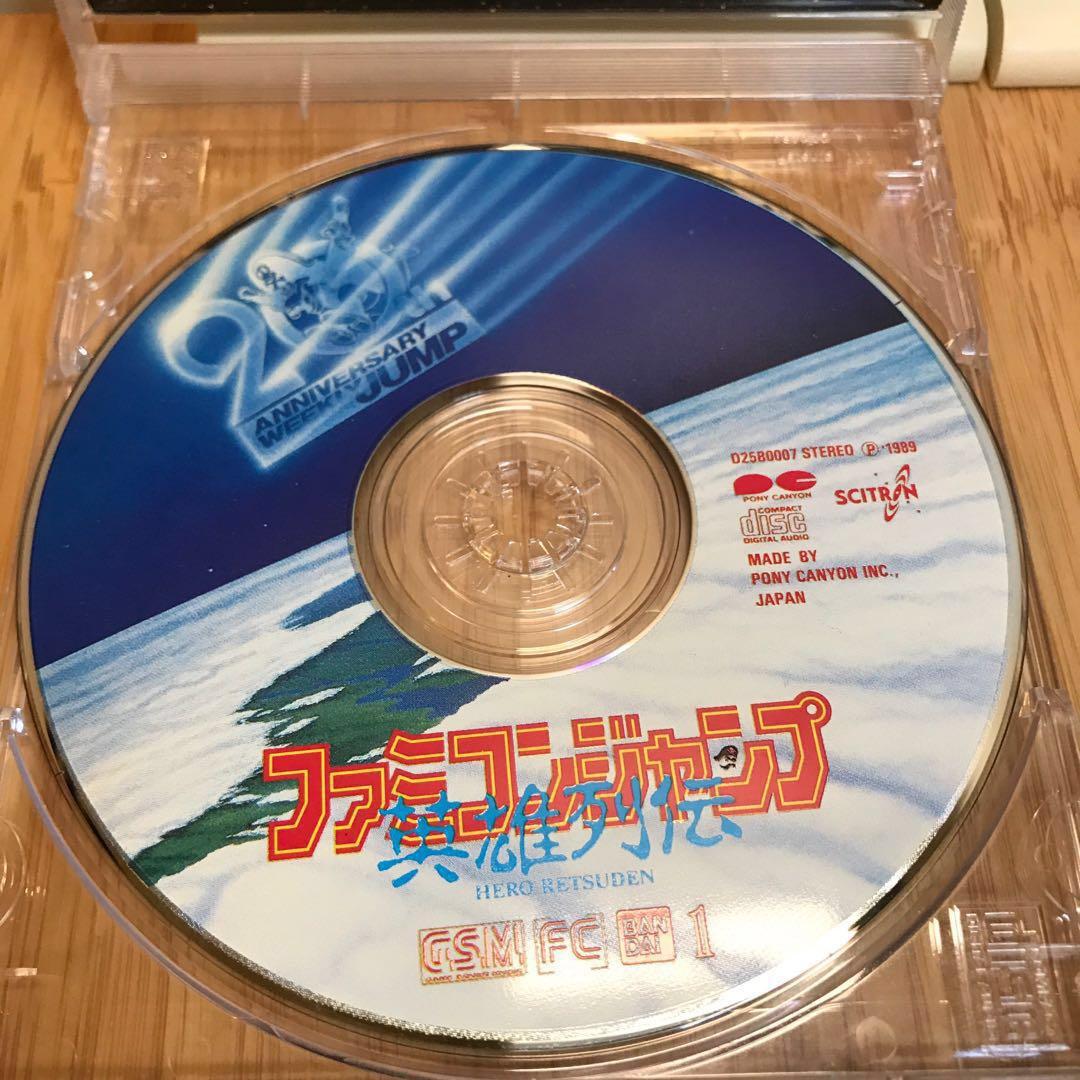 20
ANNIVERSARY
WEEKLY JUMP
D25B0007 STEREO Ⓟ '1989
PONY CANYON
SCITRON
COMPACT
disc
DIGITAL AUDIO
MADE BY
PONY CANYON INC.,
JAPAN
ファミコンジャンプ
英雄列伝
HERO RETSUDEN
GSM FC BAN DAI 1